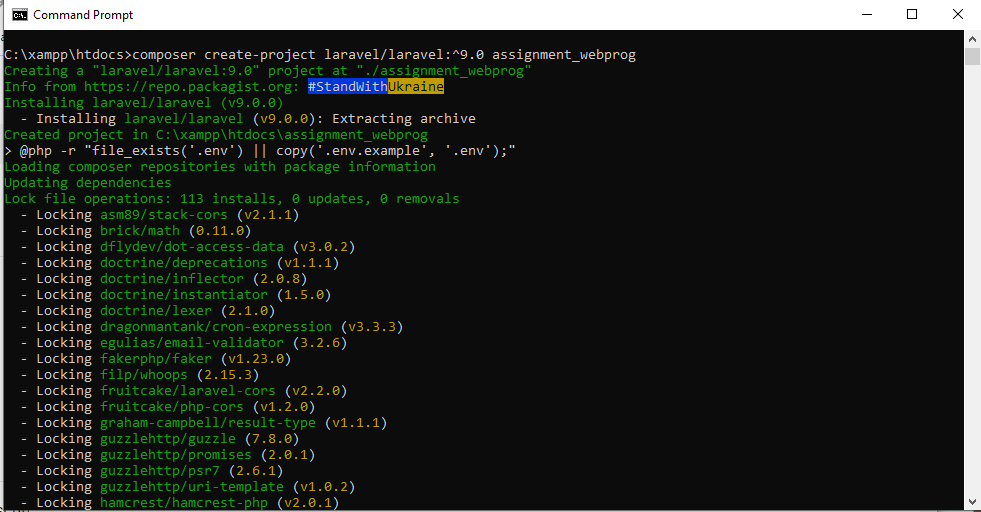 Command Prompt
C:\xampp\htdocs>composer create-project laravel/laravel:^9.0 assignment_webprog
Creating a "laravel/laravel:9.0" project at "./assignment_webprog"
Info from https://repo.packagist.org: #StandWithUkraine
Installing laravel/laravel (v9.0.0)
  - Installing laravel/laravel (v9.0.0): Extracting archive
Created project in C:\xampp\htdocs\assignment_webprog
> @php -r "file_exists('.env') || copy('.env.example', '.env');"
Loading composer repositories with package information
Updating dependencies
Lock file operations: 113 installs, 0 updates, 0 removals
  - Locking asm89/stack-cors (v2.1.1)
  - Locking brick/math (0.11.0)
  - Locking dflydev/dot-access-data (v3.0.2)
  - Locking doctrine/deprecations (v1.1.1)
  - Locking doctrine/inflector (2.0.8)
  - Locking doctrine/instantiator (1.5.0)
  - Locking doctrine/lexer (2.1.0)
  - Locking dragonmantank/cron-expression (v3.3.3)
  - Locking egulias/email-validator (3.2.6)
  - Locking fakerphp/faker (v1.23.0)
  - Locking filp/whoops (2.15.3)
  - Locking fruitcake/laravel-cors (v2.2.0)
  - Locking fruitcake/php-cors (v1.2.0)
  - Locking graham-campbell/result-type (v1.1.1)
  - Locking guzzlehttp/guzzle (7.8.0)
  - Locking guzzlehttp/promises (2.0.1)
  - Locking guzzlehttp/psr7 (2.6.1)
  - Locking guzzlehttp/uri-template (v1.0.2)
  - Locking hamcrest/hamcrest-php (v2.0.1)